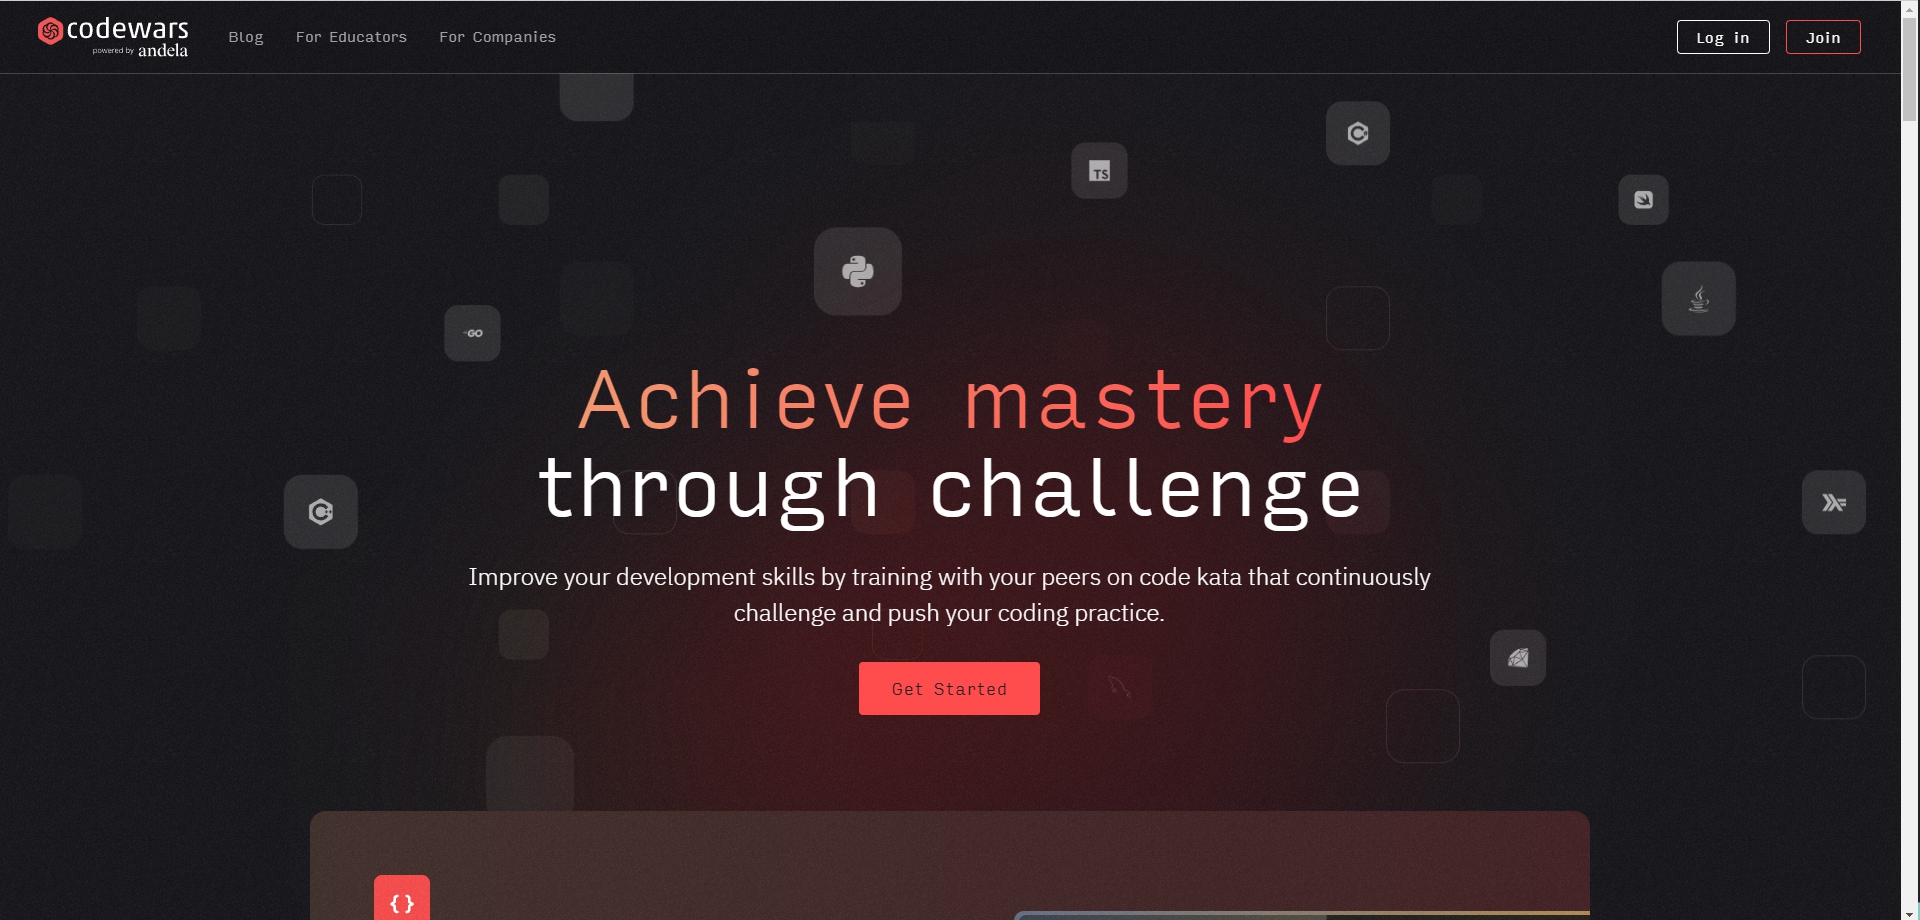 codewars
powered by andela
Blog
For Educators
For Companies
Log in
Join
TS
GO
Achieve mastery
through challenge
Improve your development skills by training with your peers on code kata that continuously
challenge and push your coding practice.
Get Started
{}